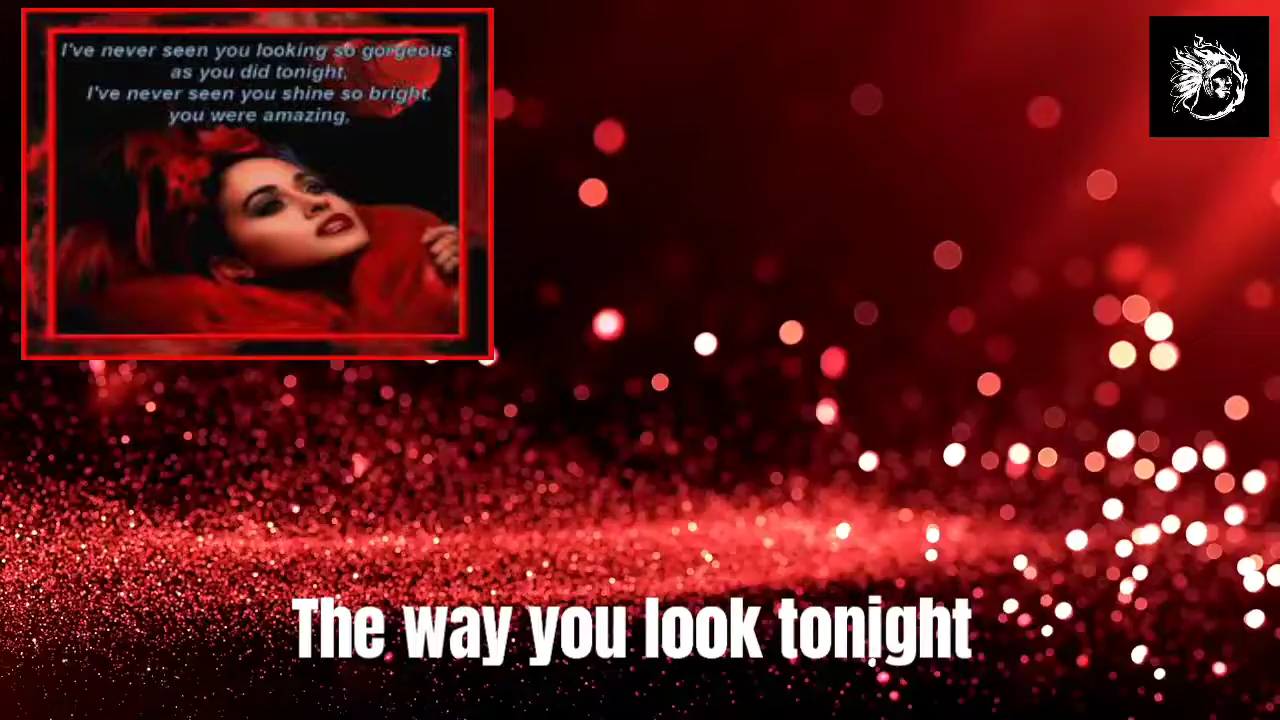 I've never seen you looking so gorgeous
as you did tonight,
I've never seen you shine so bright,
you were amazing,
The way you look tonight